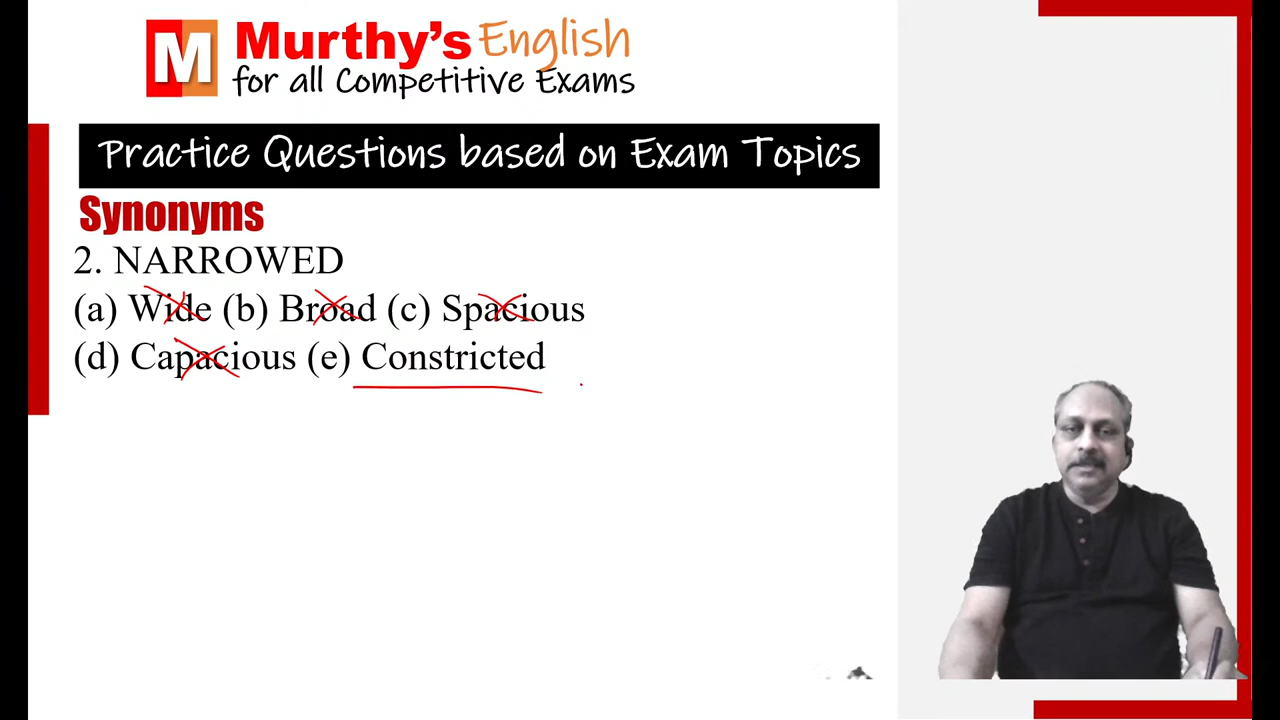 M Murthy's English
for all Competitive Exams
Practice Questions based on Exam Topics
Synonyms
2. NARROWED
(a) Wide (b) Broad (c) Spacious
(d) Capacious (e) Constricted